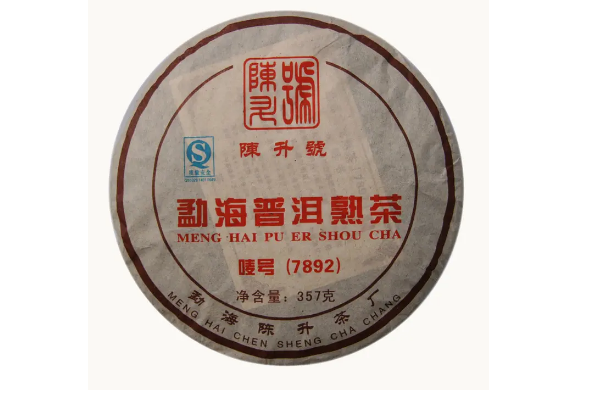 陳升號
陳升號
勐海普洱熟茶
MENG HAI PU ER SHOU CHA
唛号 (7892)
净含量：357克
勐海陈升茶厂
MENG HAI CHEN SHENG CHA CHANG